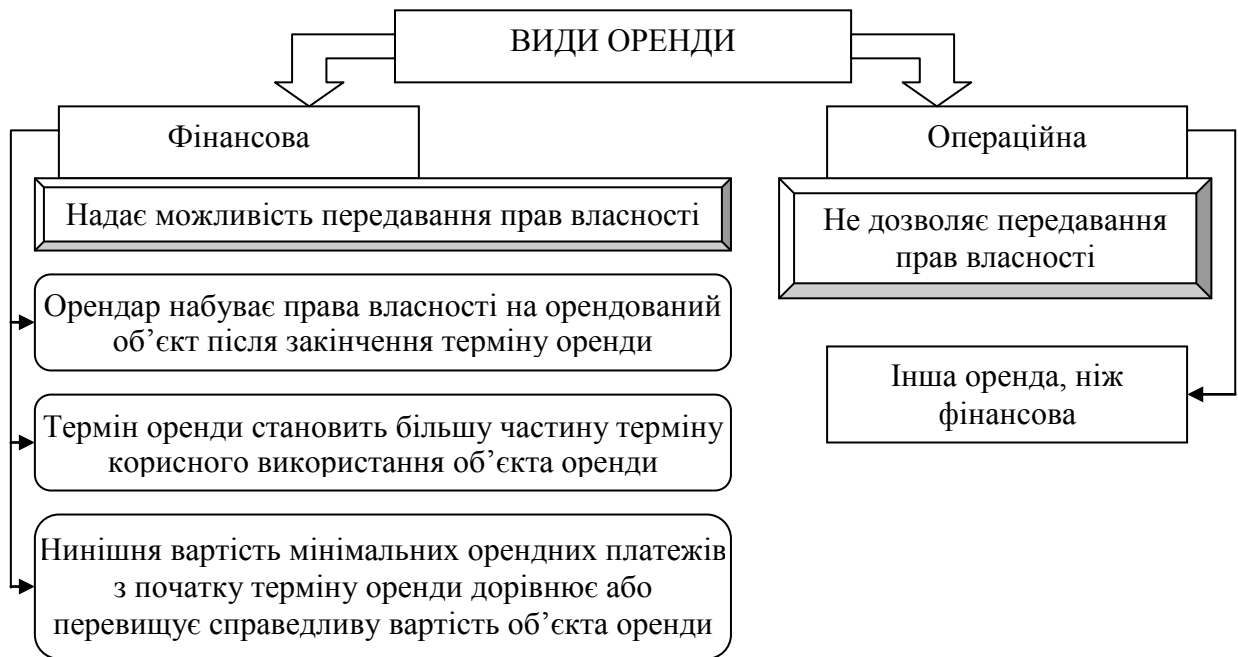 ВИДИ ОРЕНДИ
Фінансова
Надає можливість передавання прав власності
Орендар набуває права власності на орендований
об’єкт після закінчення терміну оренди
Термін оренди становить більшу частину терміну
корисного використання об’єкта оренди
Нинішня вартість мінімальних орендних платежів
з початку терміну оренди дорівнює або
перевищує справедливу вартість об’єкта оренди
Операційна
Не дозволяє передавання
прав власності
Інша оренда, ніж
фінансова